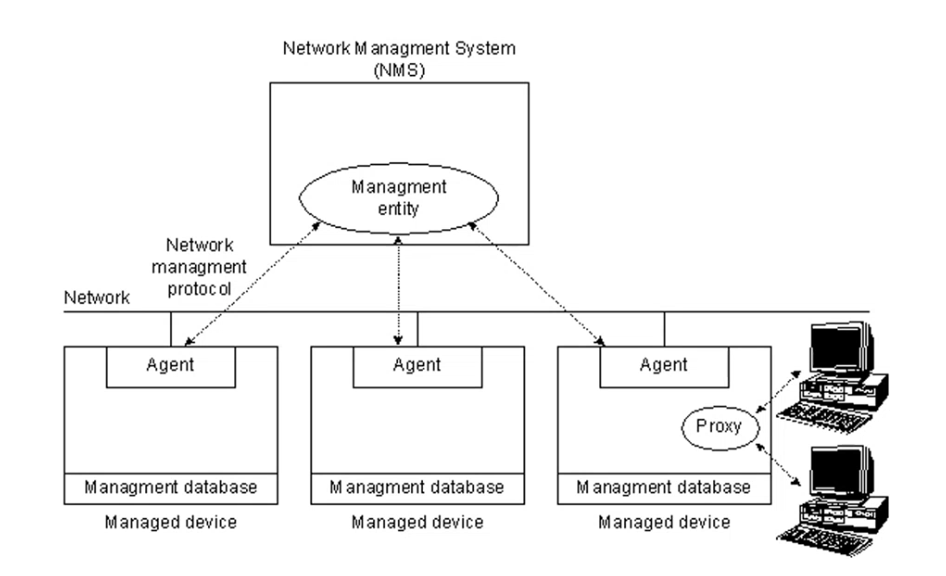 Network Managment System
(NMS)
Managment
entity
Network
managment
protocol
Network
Agent
Agent
Agent
Proxy
Managment database
Managment database
Managment database
Managed device
Managed device
Managed device